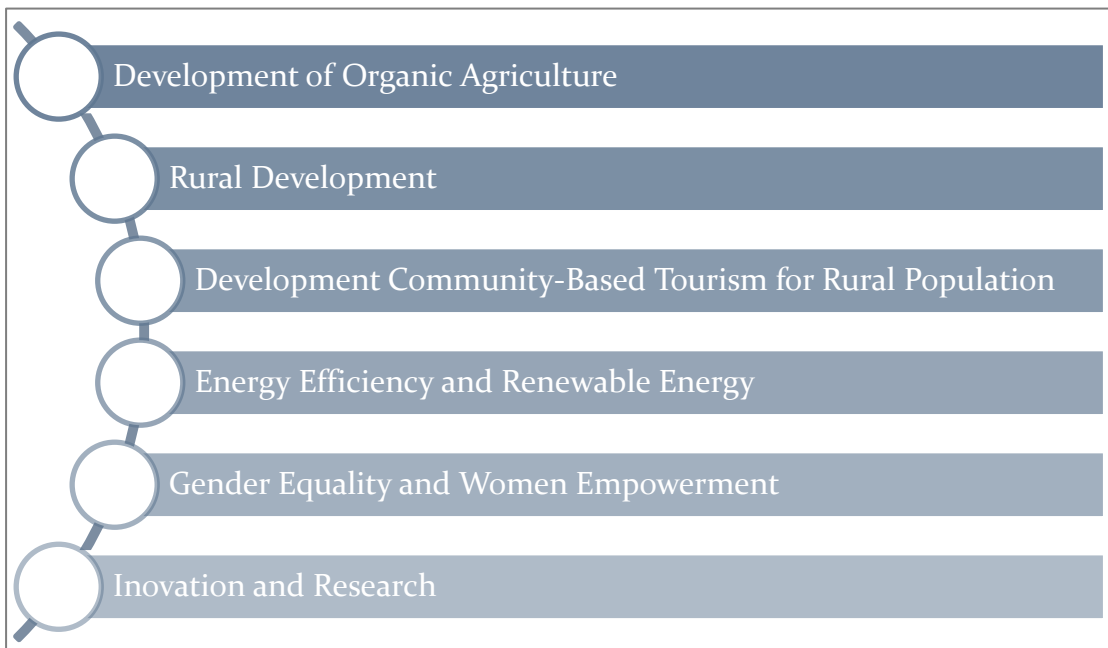 Development of Organic Agriculture
Rural Development
Development Community-Based Tourism for Rural Population
Energy Efficiency and Renewable Energy
Gender Equality and Women Empowerment
Inovation and Research